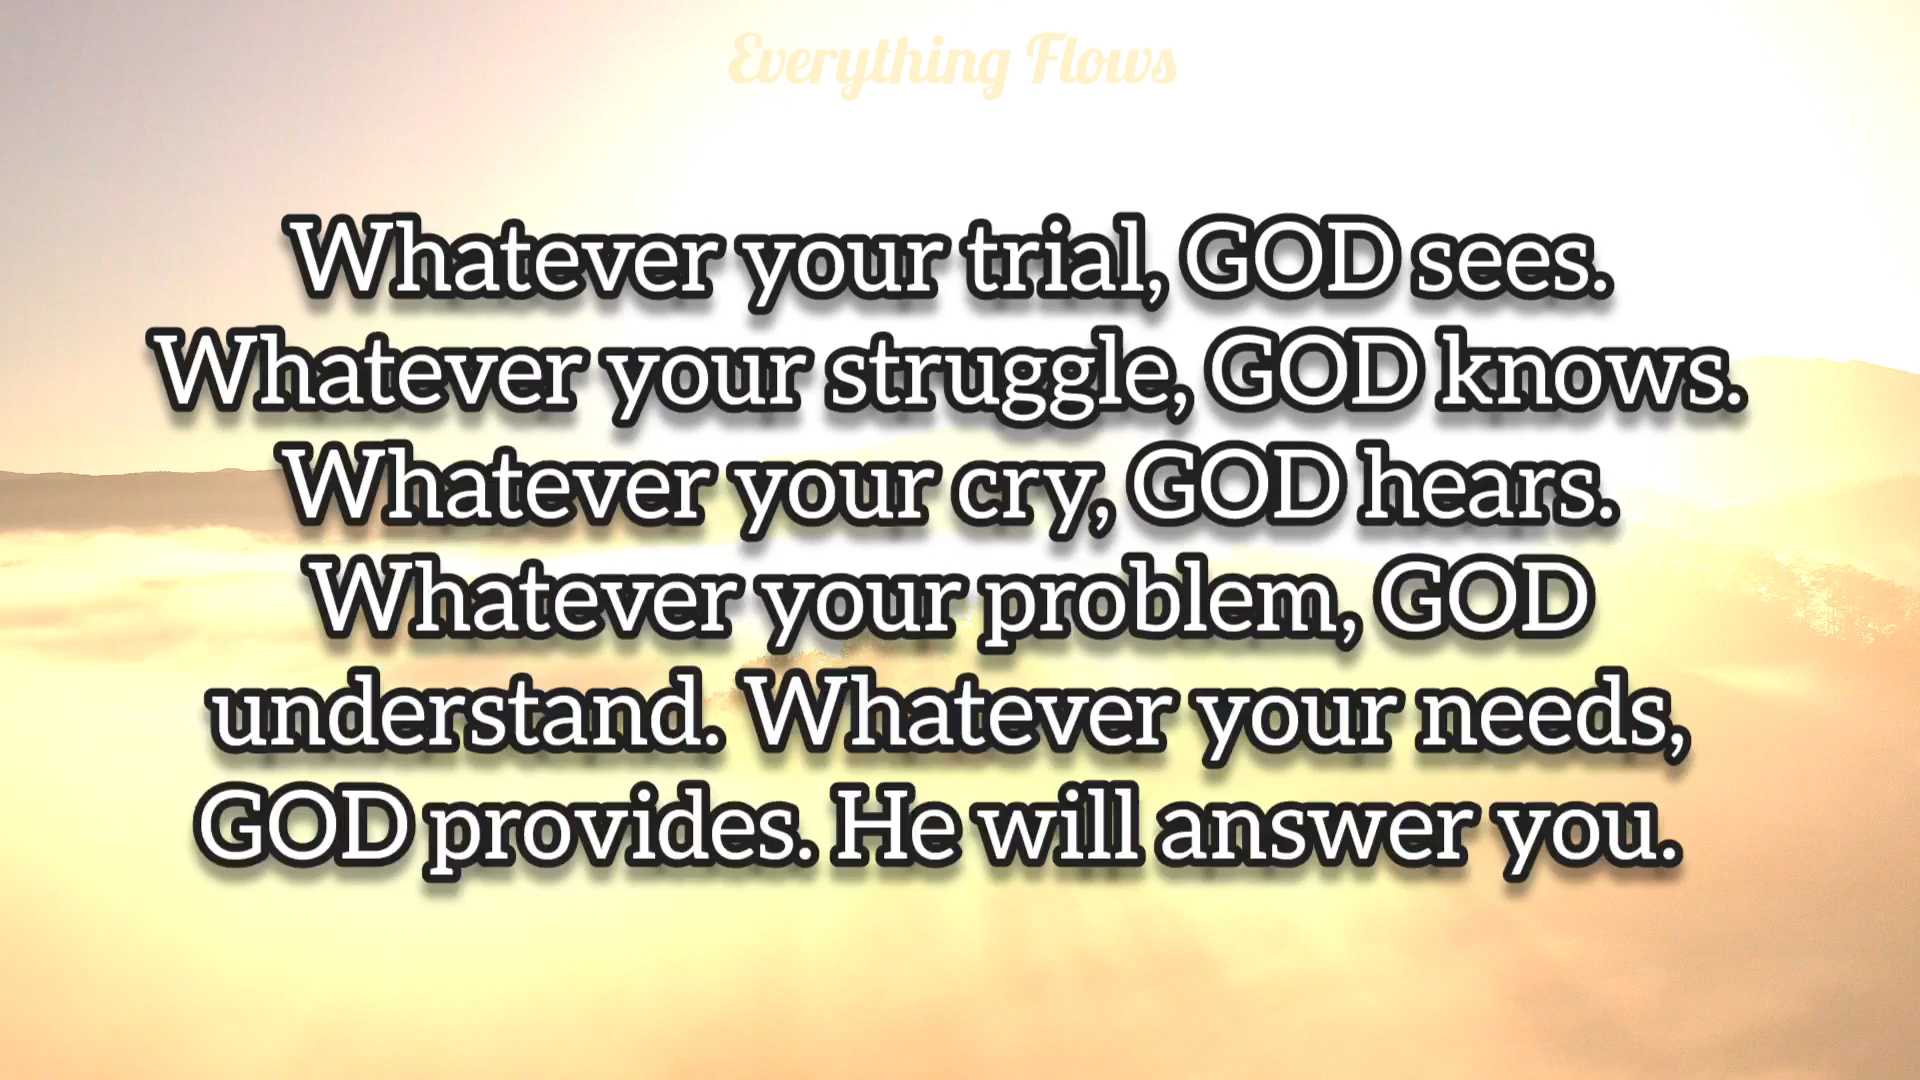 Everything Flows
Whatever your trial, GOD sees.
Whatever your struggle, GOD knows.
Whatever your cry, GOD hears.
Whatever your problem, GOD
understand. Whatever your needs,
GOD provides. He will answer you.